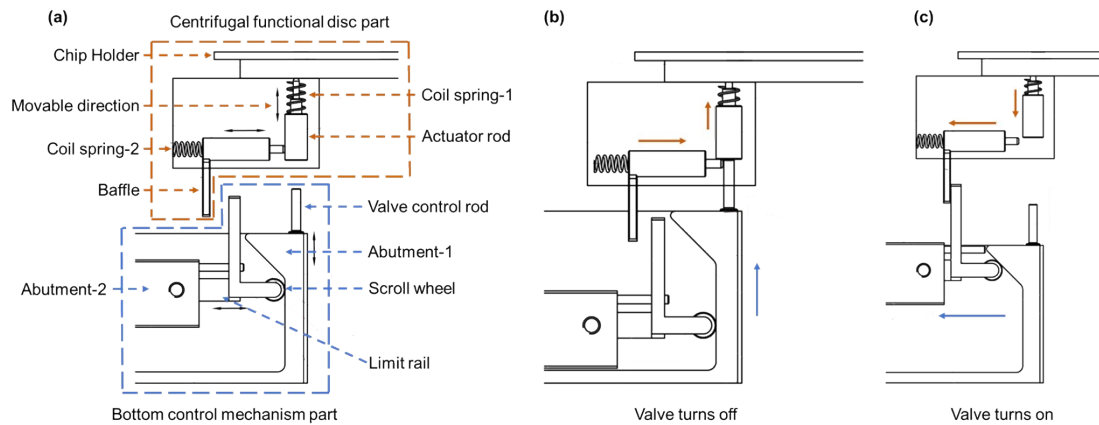 (a)
Centrifugal functional disc part
Chip Holder
Movable direction
Coil spring-2
Baffle
Coil spring-1
Actuator rod
Valve control rod
Abutment-1
Abutment-2
Scroll wheel
Limit rail
Bottom control mechanism part
(b)
Valve turns off
(c)
Valve turns on